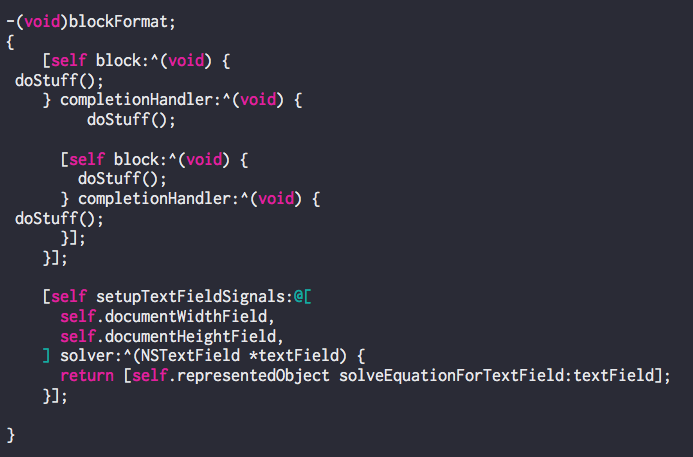 -(void)blockFormat;
{
    [self block:^(void) {
 doStuff();
    } completionHandler:^(void) {
         doStuff();

      [self block:^(void) {
        doStuff();
      } completionHandler:^(void) {
 doStuff();
      }];
    }];

    [self setupTextFieldSignals:@[
      self.documentWidthField,
      self.documentHeightField,
    ] solver:^(NSTextField *textField) {
      return [self.representedObject solveEquationForTextField:textField];
    }];

}